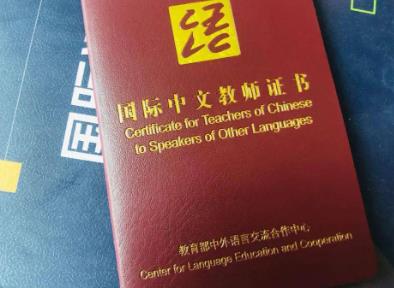 国际中文教师证书
Certificate for Teachers of Chinese
to Speakers of Other Languages
教育部中外语言交流合作中心
Center for Language Education and Cooperation